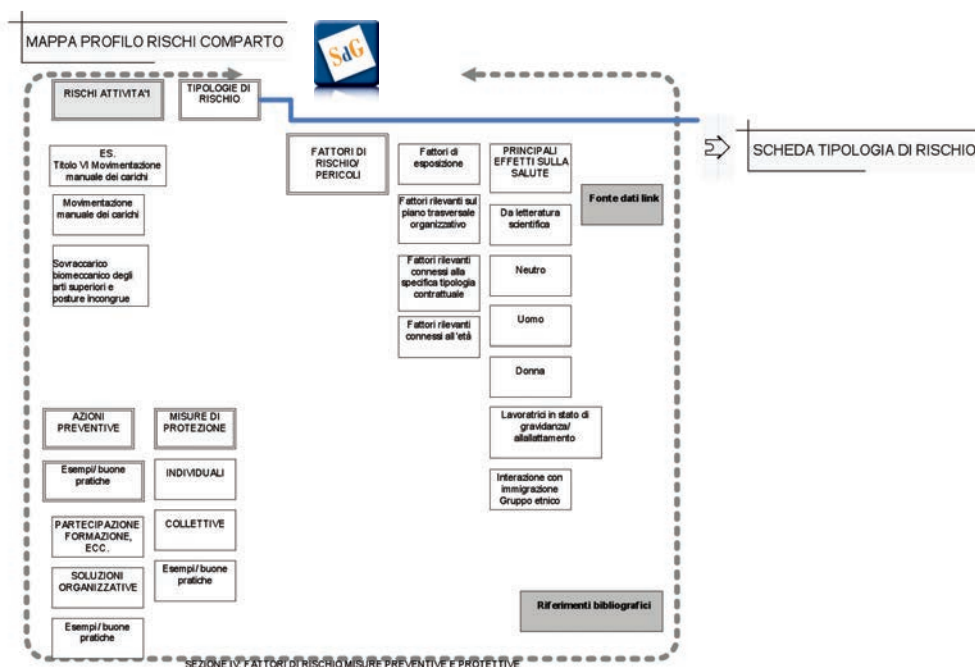 MAPPA PROFILO RISCHI COMPARTO
SdG
RISCHI ATTIVITA'1
TIPOLOGIE DI
RISCHIO
SCHEDA TIPOLOGIA DI RISCHIO
ES.
Titolo VI Movimentazione
manuale dei carichi
Movimentazione
manuale dei carichi
Sovraccarico
biomeccanico degli
arti superiori e
posture incongrue
FATTORI DI
RISCHIO/
PERICOLI
Fattori di
esposizione
Fattori rilevanti sul
piano trasversale
organizzativo
Fattori rilevanti
connessi alla
specifica tipologia
contrattuale
Fattori rilevanti
connessi all'età
PRINCIPALI
EFFETTI SULLA
SALUTE
Da letteratura
scientifica
Neutro
Uomo
Donna
Lavoratrici in stato di
gravidanza/
allallattamento
Interazione con
immigrazione
Gruppo etnico
Fonte dati link
AZIONI
PREVENTIVE
Esempi/ buone
pratiche
PARTECIPAZIONE
FORMAZIONE,
ECC.
SOLUZIONI
ORGANIZZATIVE
Esempi/ buone
pratiche
MISURE DI
PROTEZIONE
INDIVIDUALI
COLLETTIVE
Esempi/ buone
pratiche
Riferimenti bibliografici
SEZIONE IV: FATTORI DI RISCHIO MISURE PREVENTIVE E PROTETTIVE